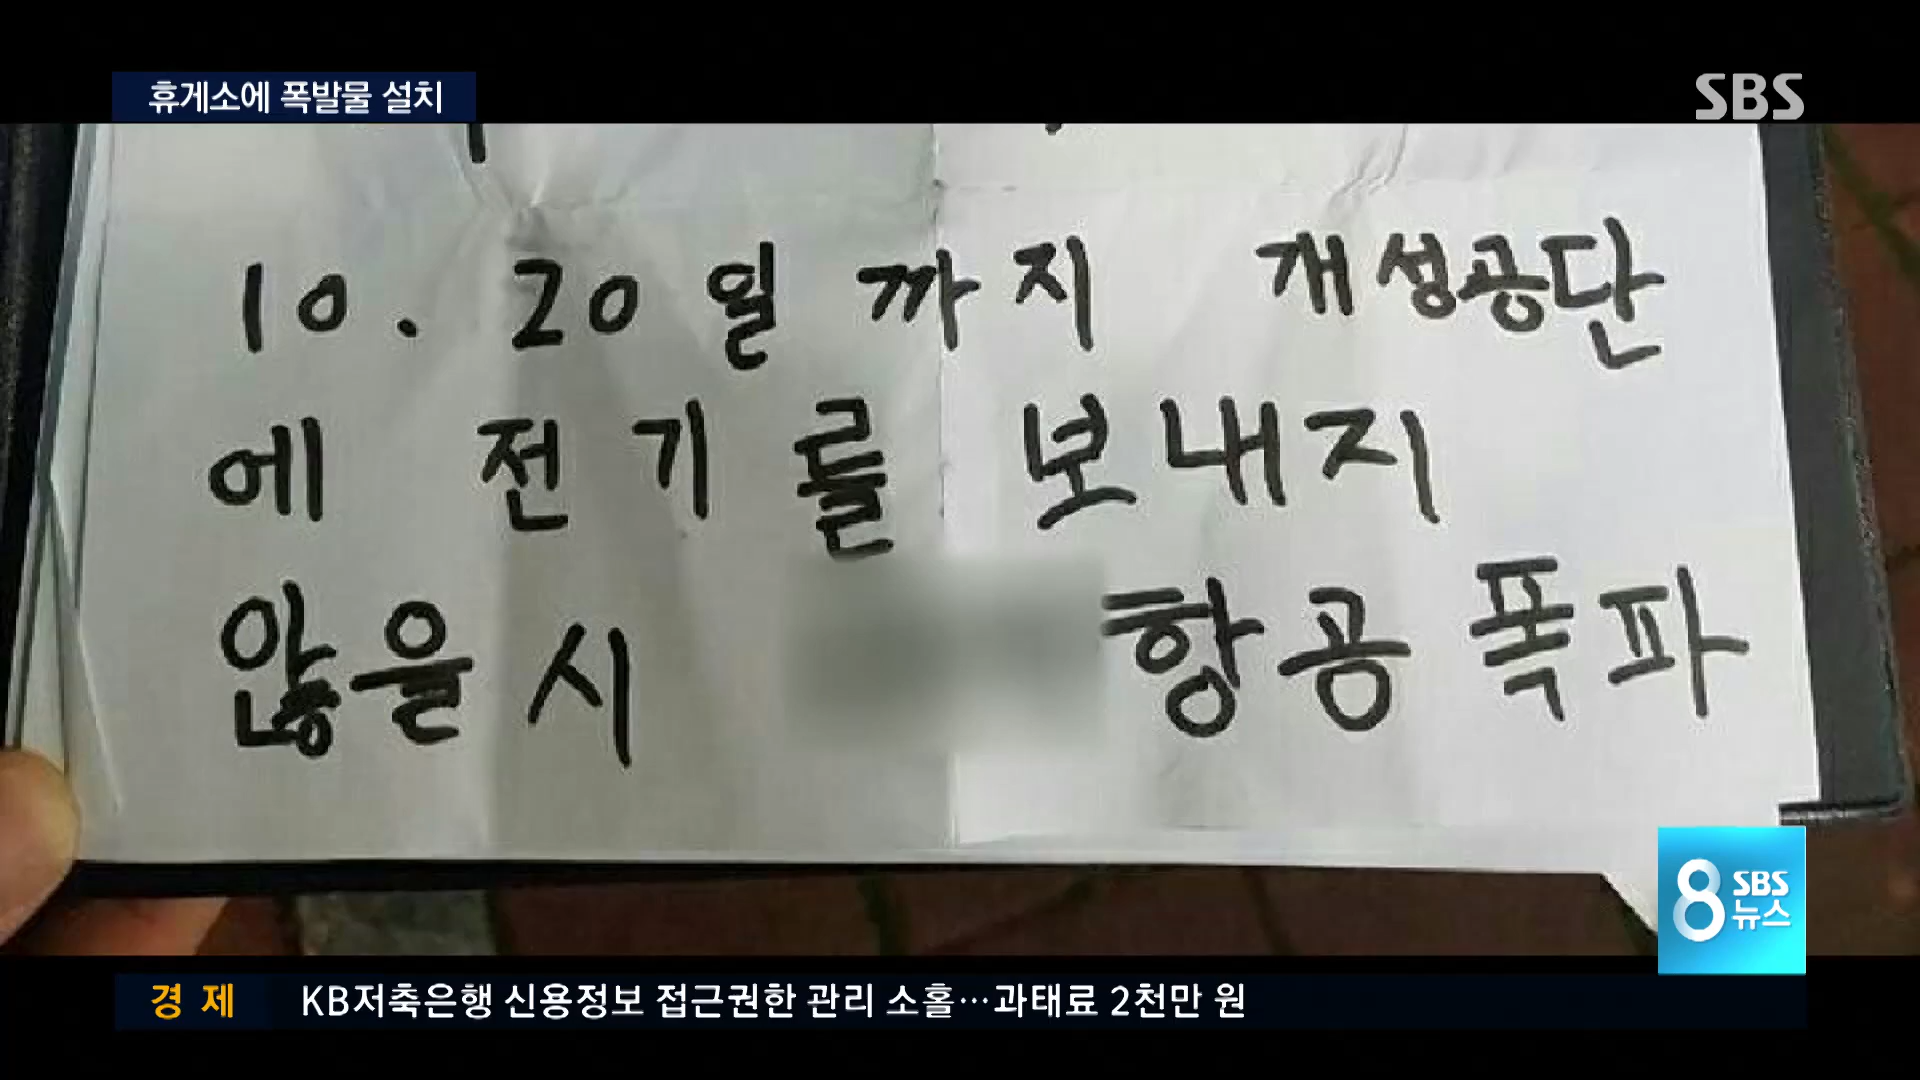 휴게소에 폭발물 설치
SBS
10. 20일까지 개성공단
에 전기를 보내지
않을시 항공폭파
8 SBS
뉴스
경제 KB저축은행 신용정보 접근권한 관리 소홀…과태료 2천만 원